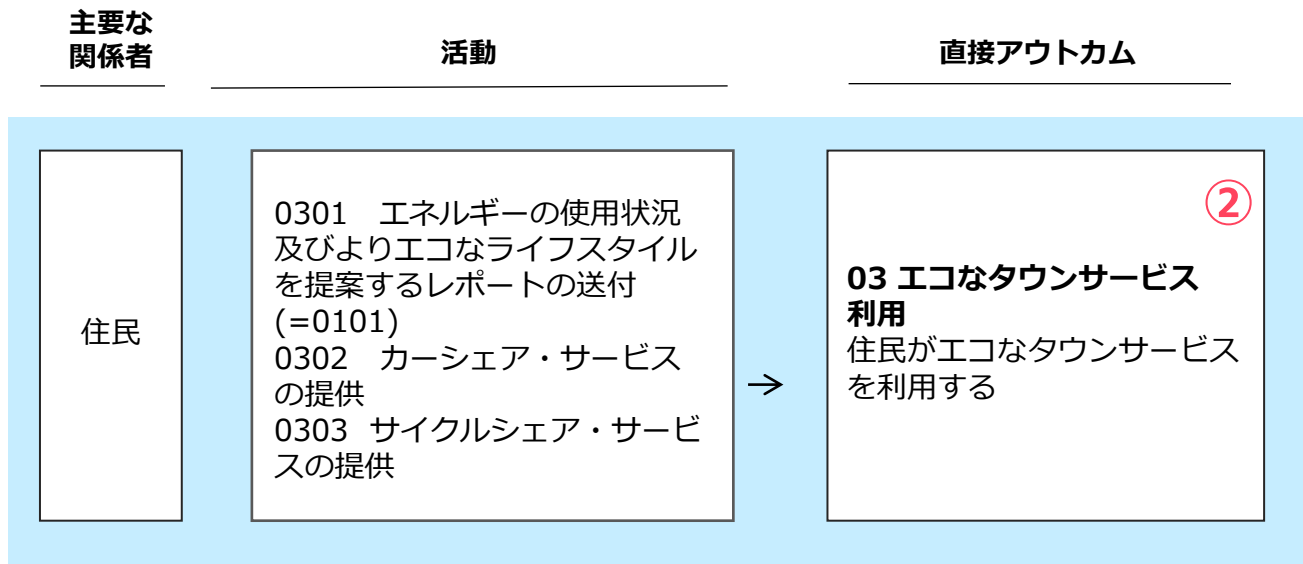 主要な
関係者
活動
直接アウトカム
住民
0301　エネルギーの使用状況
及びよりエコなライフスタイル
を提案するレポートの送付
(=0101)
0302　カーシェア・サービス
の提供
0303 サイクルシェア・サービ
スの提供
→
②
03 エコなタウンサービス
利用
住民がエコなタウンサービス
を利用する